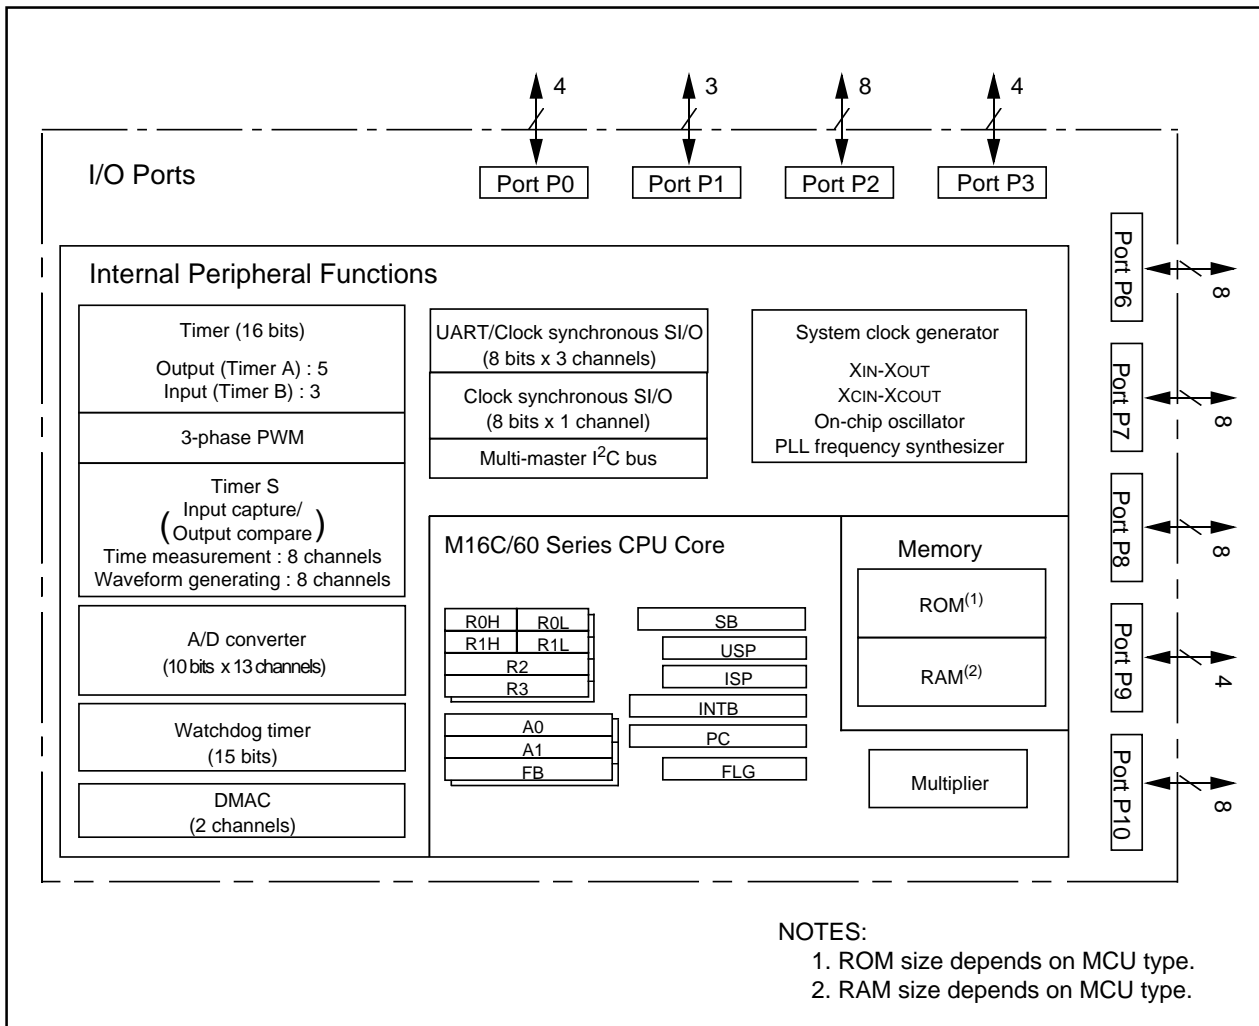 4
3
8
4
I/O Ports
Port P0
Port P1
Port P2
Port P3
Port P6
8
Port P7
8
Port P8
8
Port P9
4
Port P10
8
Internal Peripheral Functions
Timer (16 bits)
Output (Timer A) : 5
Input (Timer B) : 3
3-phase PWM
Timer S
(Input capture/
Output compare)
Time measurement : 8 channels
Waveform generating : 8 channels
A/D converter
(10 bits x 13 channels)
Watchdog timer
(15 bits)
DMAC
(2 channels)
UART/Clock synchronous SI/O
(8 bits x 3 channels)
Clock synchronous SI/O
(8 bits x 1 channel)
Multi-master I²C bus
System clock generator
XIN-XOUT
XCIN-XCOUT
On-chip oscillator
PLL frequency synthesizer
M16C/60 Series CPU Core
R0H
R0L
R1H
R1L
R2
R3
A0
A1
FB
SB
USP
ISP
INTB
PC
FLG
Memory
ROM(1)
RAM(2)
Multiplier
NOTES:
1. ROM size depends on MCU type.
2. RAM size depends on MCU type.